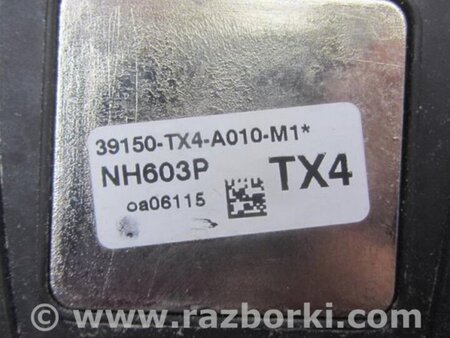 39150-TX4-A010-M1*
NH603P
TX4
oa06115
© www.razborki.com